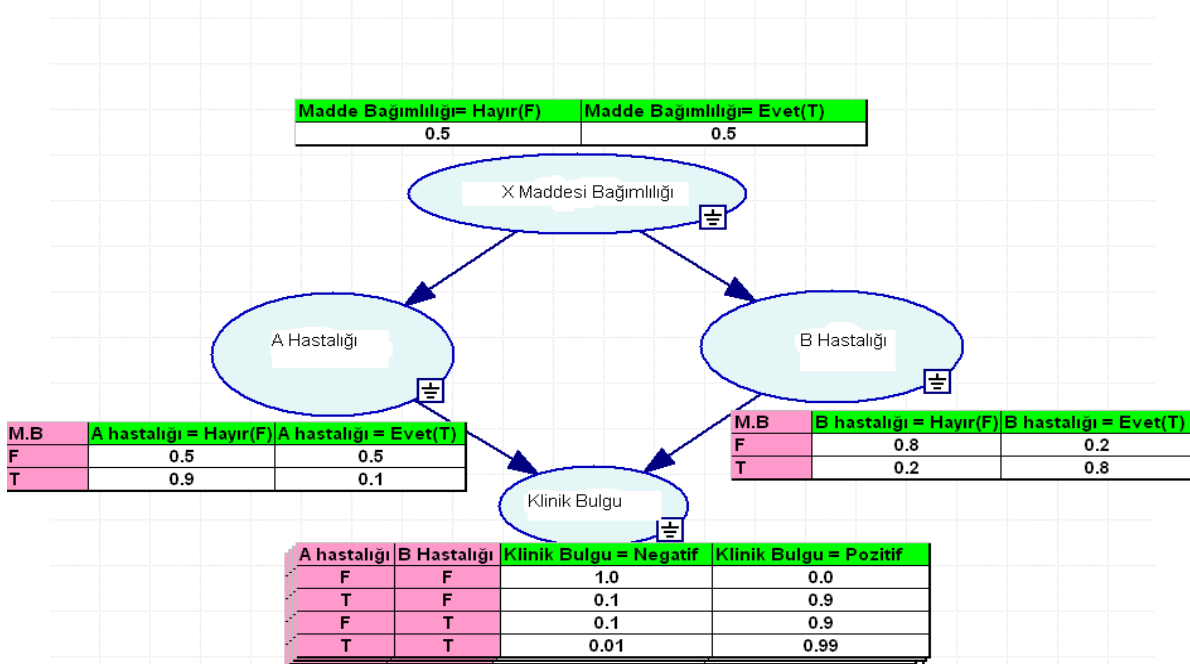 Madde Bağımlılığı= Hayır(F) Madde Bağımlılığı= Evet(T)
0.5 0.5
X Maddesi Bağımlılığı
A Hastalığı
B Hastalığı
M.B A hastalığı = Hayır(F) A hastalığı = Evet(T)
F 0.5 0.5
T 0.9 0.1
M.B B hastalığı = Hayır(F) B hastalığı = Evet(T)
F 0.8 0.2
T 0.2 0.8
Klinik Bulgu
A hastalığı B Hastalığı Klinik Bulgu = Negatif Klinik Bulgu = Pozitif
F F 1.0 0.0
T F 0.1 0.9
F T 0.1 0.9
T T 0.01 0.99